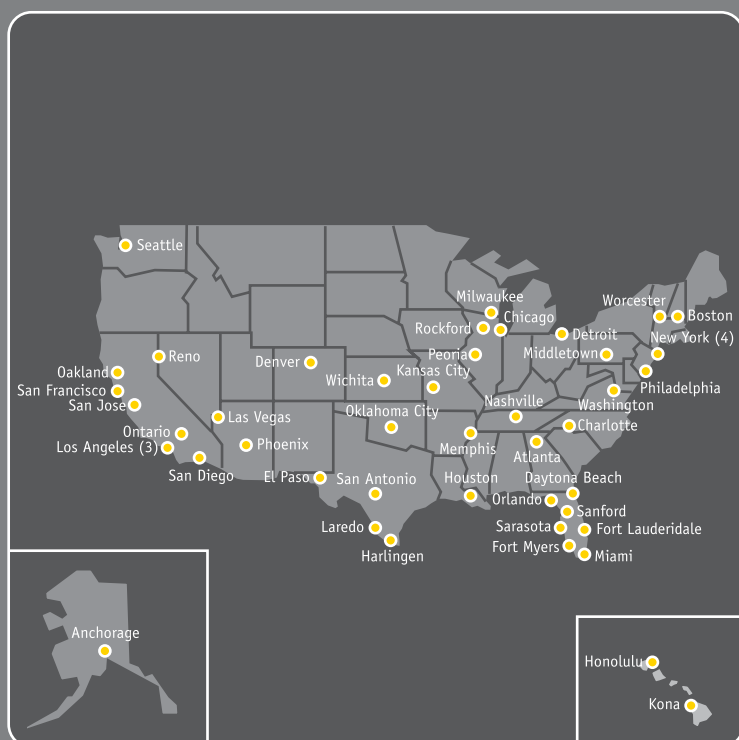 Seattle
Milwaukee
Worcester
Chicago
Boston
Rockford
Detroit
New York (4)
Reno
Peoria
Middletown
Denver
Kansas City
Oakland
Wichita
San Francisco
Philadelphia
San Jose
Nashville
Washington
Oklahoma City
Las Vegas
Charlotte
Ontario
Phoenix
Memphis
Los Angeles (3)
Atlanta
San Diego
El Paso
San Antonio
Houston
Daytona Beach
Orlando
Sanford
Laredo
Sarasota
Fort Lauderidale
Harlingen
Fort Myers
Miami
Anchorage
Honolulu
Kona